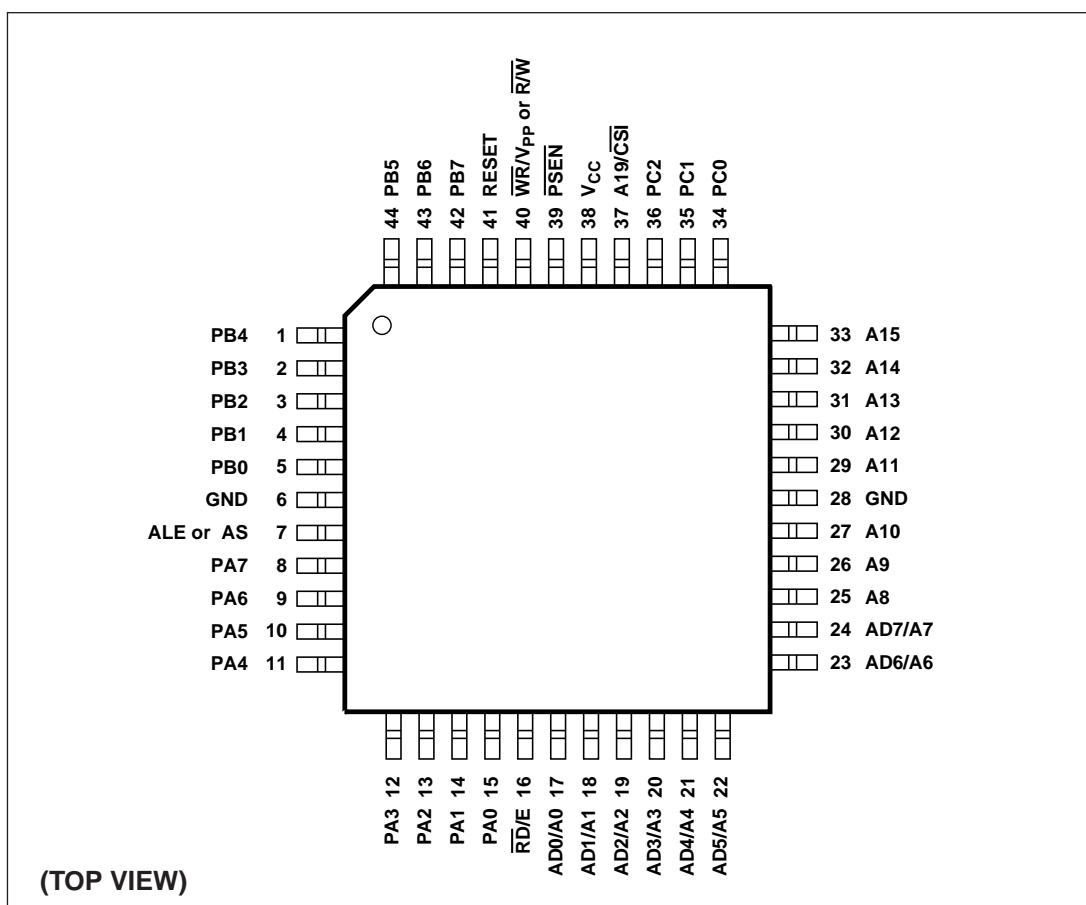 44 PB5
43 PB6
42 PB7
41 RESET
40 W̅R̅/VPP or R̅/̅W̅
39 P̅S̅E̅N̅
38 VCC
37 A19/C̅S̅I̅
36 PC2
35 PC1
34 PC0
PB4 1
PB3 2
PB2 3
PB1 4
PB0 5
GND 6
ALE or AS 7
PA7 8
PA6 9
PA5 10
PA4 11
33 A15
32 A14
31 A13
30 A12
29 A11
28 GND
27 A10
26 A9
25 A8
24 AD7/A7
23 AD6/A6
PA3 12
PA2 13
PA1 14
PA0 15
R̅D̅/E 16
AD0/A0 17
AD1/A1 18
AD2/A2 19
AD3/A3 20
AD4/A4 21
AD5/A5 22
(TOP VIEW)